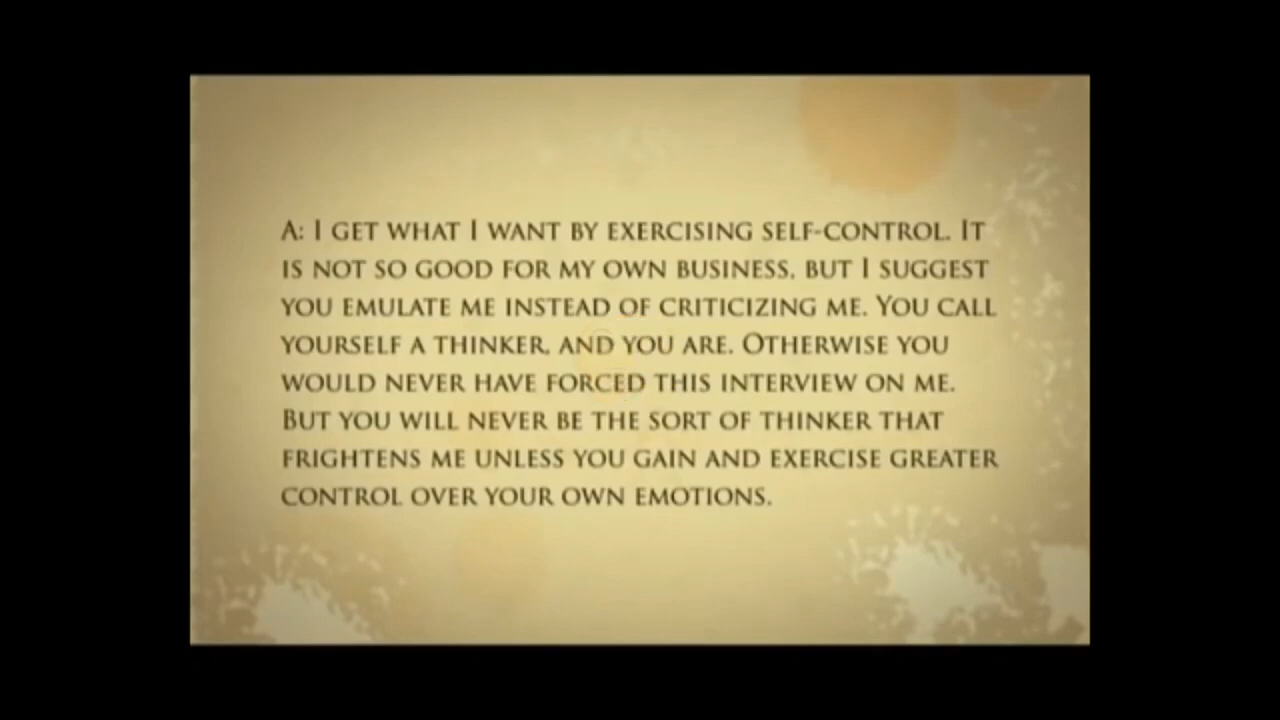 A: I GET WHAT I WANT BY EXERCISING SELF-CONTROL. IT
IS NOT SO GOOD FOR MY OWN BUSINESS, BUT I SUGGEST
YOU EMULATE ME INSTEAD OF CRITICIZING ME. YOU CALL
YOURSELF A THINKER, AND YOU ARE. OTHERWISE YOU
WOULD NEVER HAVE FORCED THIS INTERVIEW ON ME.
BUT YOU WILL NEVER BE THE SORT OF THINKER THAT
FRIGHTENS ME UNLESS YOU GAIN AND EXERCISE GREATER
CONTROL OVER YOUR OWN EMOTIONS.